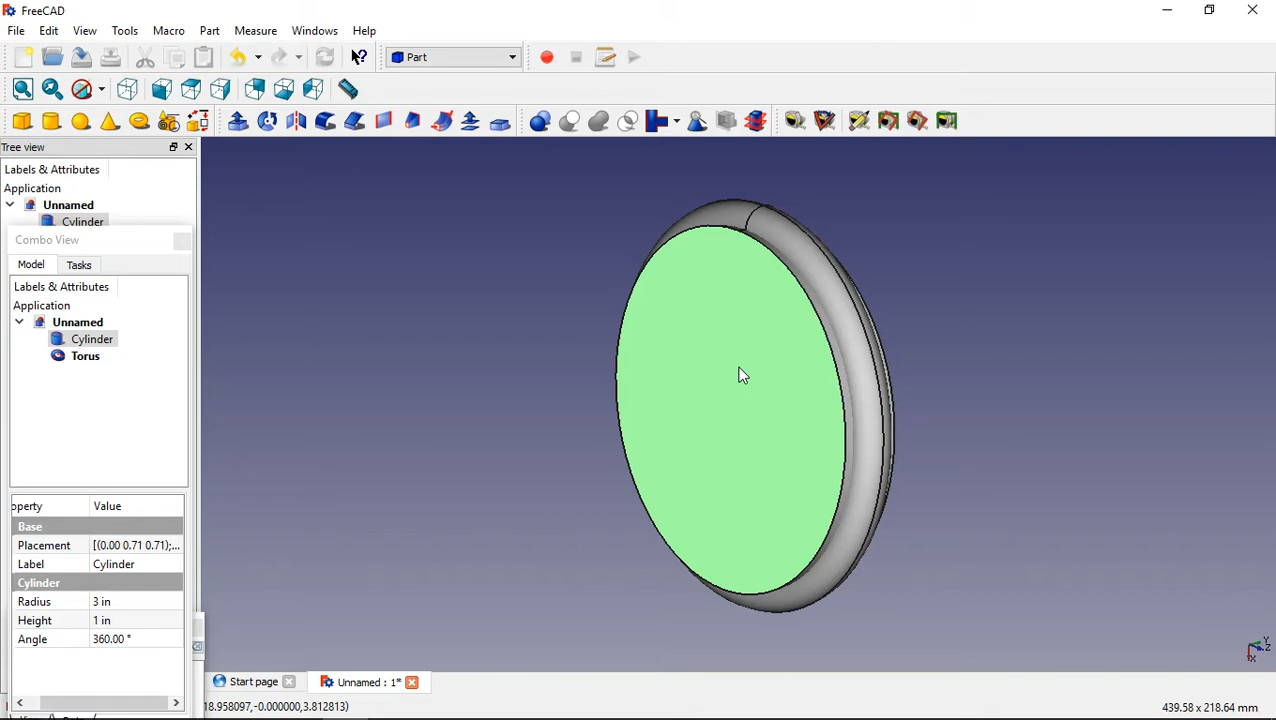 FreeCAD
File Edit View Tools Macro Part Measure Windows Help
Part
Tree view
Labels & Attributes
Application
Unnamed
Cylinder
Combo View
Model Tasks
Labels & Attributes
Application
Unnamed
Cylinder
Torus
operty Value
Base
Placement [(0.00 0.71 0.71);...
Label Cylinder
Cylinder
Radius 3 in
Height 1 in
Angle 360.00 °
Start page Unnamed : 1*
18.958097,-0.000000,3.812813) 439.58 x 218.64 mm
Y
Z
X